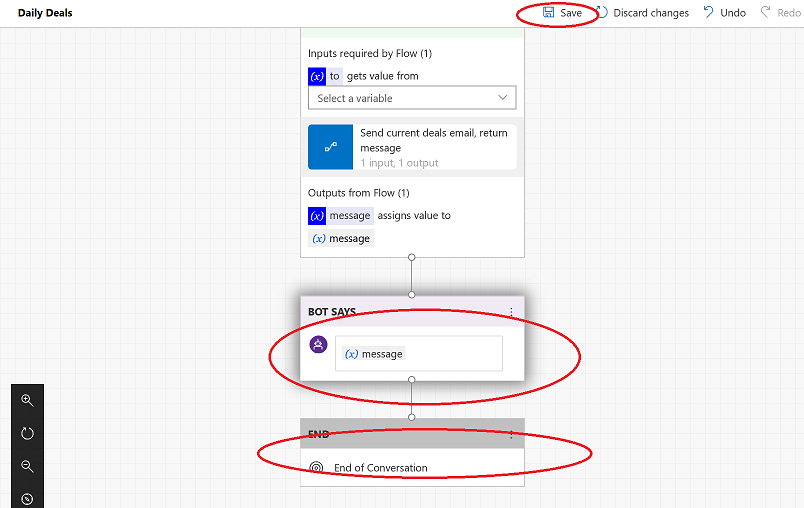 Daily Deals
Save
Discard changes
Undo
Redo
Inputs required by Flow (1)
(x) to gets value from
Select a variable
Send current deals email, return
message
1 input, 1 output
Outputs from Flow (1)
(x) message assigns value to
(x) message
BOT SAYS
(x) message
END
End of Conversation